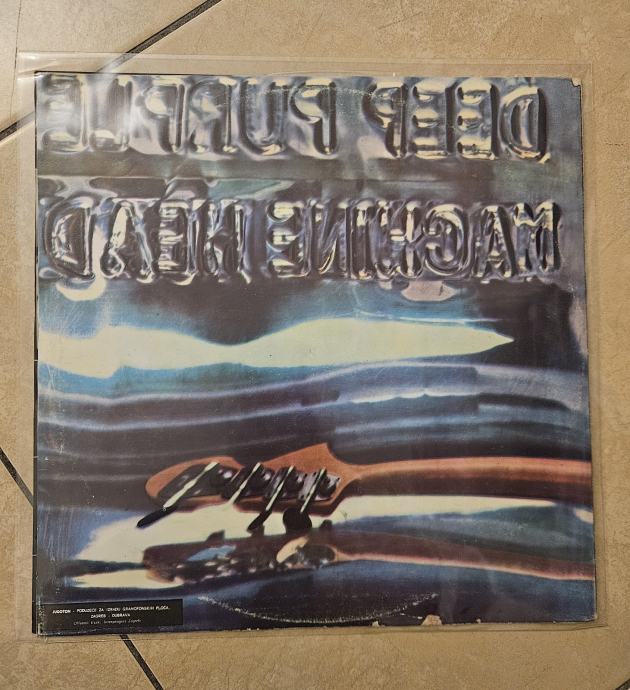 DEEP PURPLE
MACHINE HEAD
JUGOTON - PODUZEĆE ZA IZRADU GRAMOFONSKIH PLOČA,
ZAGREB - DUBRAVA